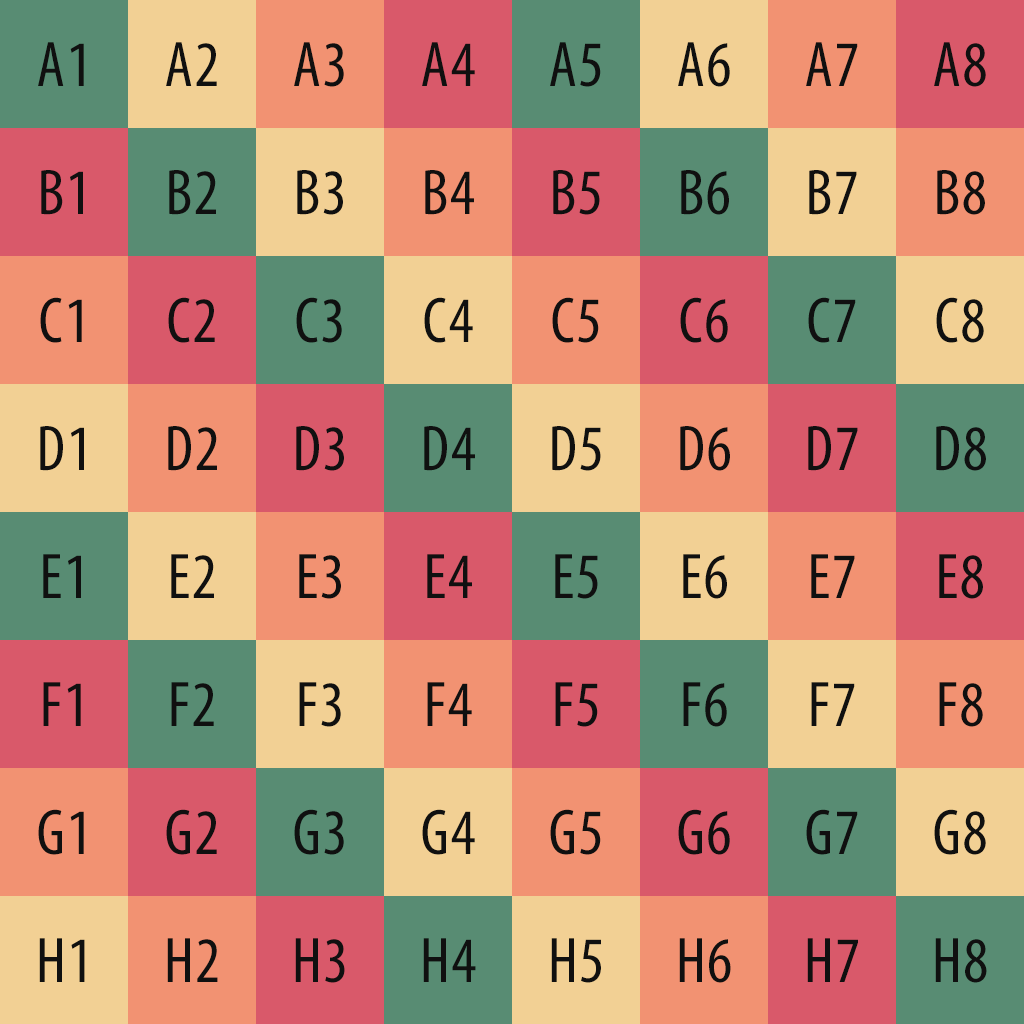 A1 A2 A3 A4 A5 A6 A7 A8
B1 B2 B3 B4 B5 B6 B7 B8
C1 C2 C3 C4 C5 C6 C7 C8
D1 D2 D3 D4 D5 D6 D7 D8
E1 E2 E3 E4 E5 E6 E7 E8
F1 F2 F3 F4 F5 F6 F7 F8
G1 G2 G3 G4 G5 G6 G7 G8
H1 H2 H3 H4 H5 H6 H7 H8